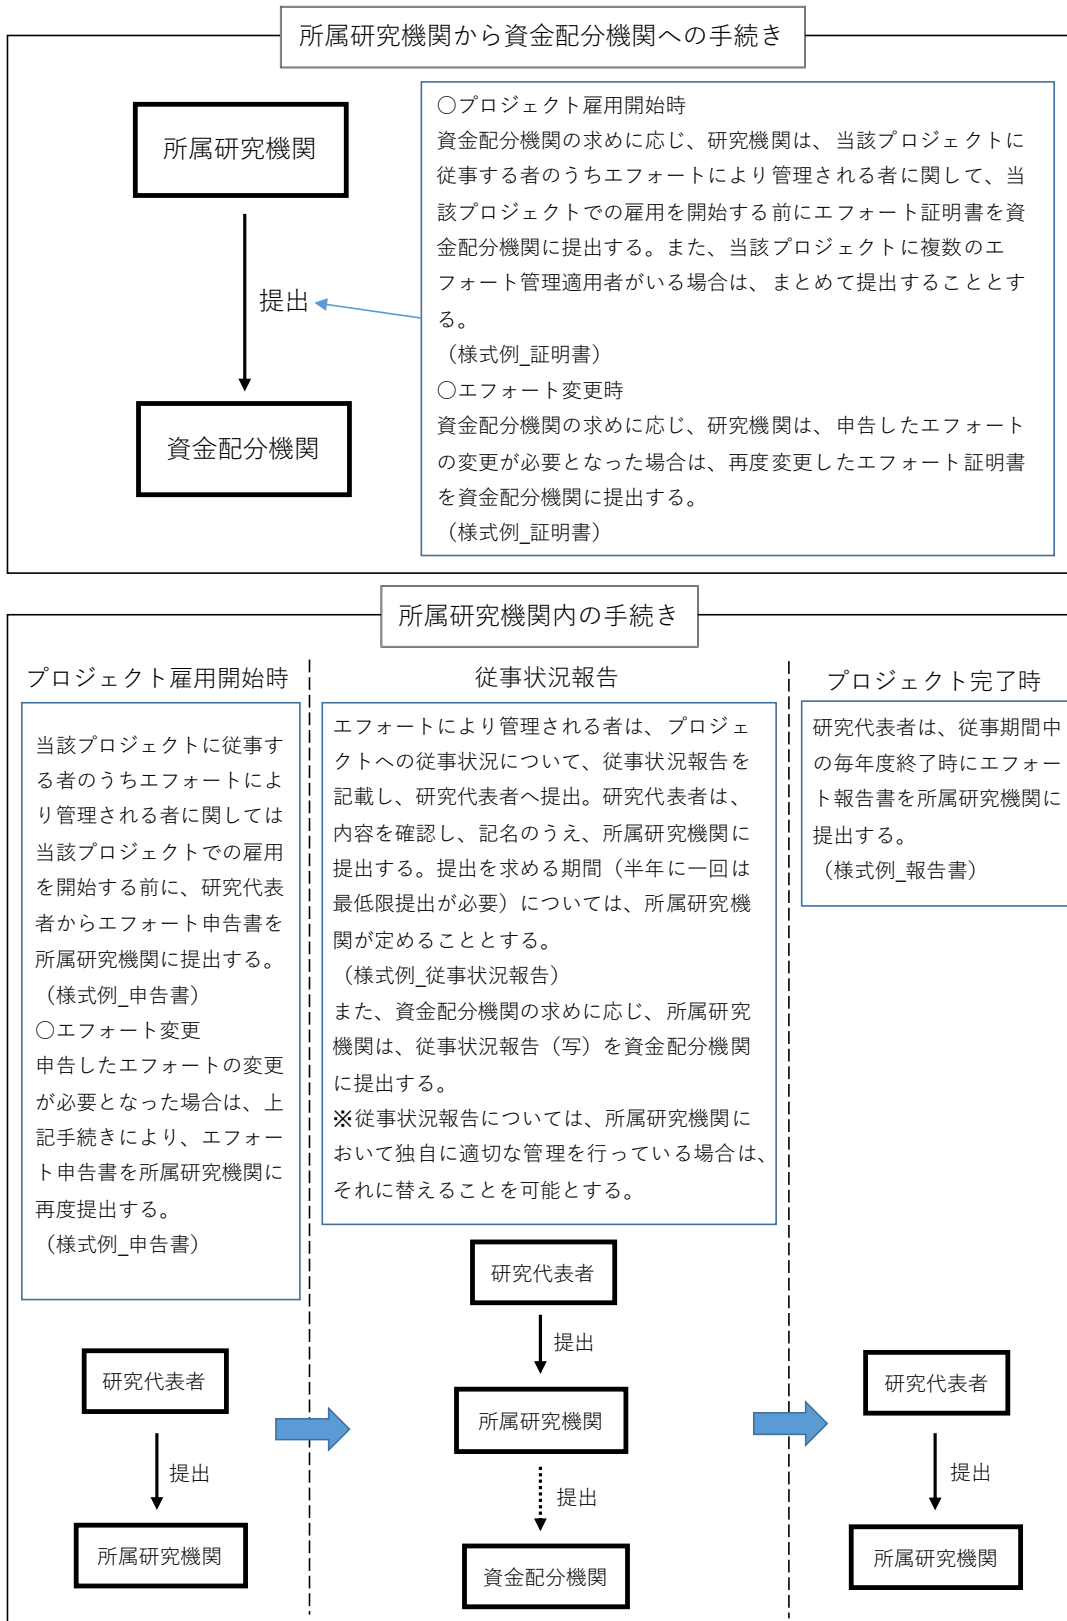 所属研究機関から資金配分機関への手続き
所属研究機関
提出
資金配分機関
○プロジェクト雇用開始時
資金配分機関の求めに応じ、研究機関は、当該プロジェクトに
従事する者のうちエフォートにより管理される者に関して、当
該プロジェクトでの雇用を開始する前にエフォート証明書を資
金配分機関に提出する。また、当該プロジェクトに複数のエ
フォート管理適用者がいる場合は、まとめて提出することとす
る。
（様式例_証明書）
○エフォート変更時
資金配分機関の求めに応じ、研究機関は、申告したエフォート
の変更が必要となった場合は、再度変更したエフォート証明書
を資金配分機関に提出する。
（様式例_証明書）
所属研究機関内の手続き
プロジェクト雇用開始時
当該プロジェクトに従事す
る者のうちエフォートによ
り管理される者に関しては
当該プロジェクトでの雇用
を開始する前に、研究代表
者からエフォート申告書を
所属研究機関に提出する。
（様式例_申告書）
○エフォート変更
申告したエフォートの変更
が必要となった場合は、上
記手続きにより、エフォー
ト申告書を所属研究機関に
再度提出する。
（様式例_申告書）
研究代表者
提出
所属研究機関
従事状況報告
エフォートにより管理される者は、プロジェ
クトへの従事状況について、従事状況報告を
記載し、研究代表者へ提出。研究代表者は、
内容を確認し、記名のうえ、所属研究機関に
提出する。提出を求める期間（半年に一回は
最低限提出が必要）については、所属研究機
関が定めることとする。
（様式例_従事状況報告）
また、資金配分機関の求めに応じ、所属研究
機関は、従事状況報告（写）を資金配分機関
に提出する。
※従事状況報告については、所属研究機関に
おいて独自に適切な管理を行っている場合は、
それに替えることを可能とする。
研究代表者
提出
所属研究機関
提出
資金配分機関
プロジェクト完了時
研究代表者は、従事期間中
の毎年度終了時にエフォー
ト報告書を所属研究機関に
提出する。
（様式例_報告書）
研究代表者
提出
所属研究機関